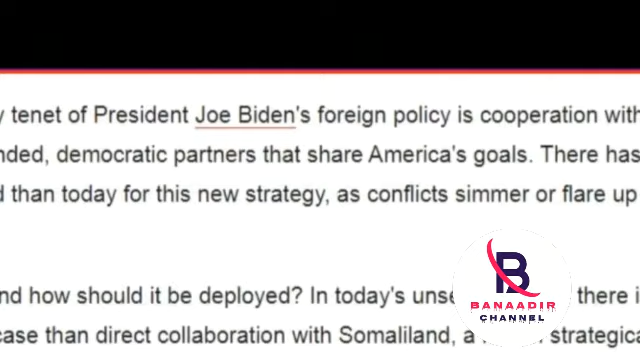 tenet of President Joe Biden's foreign policy is cooperation with
nded, democratic partners that share America's goals. There has
than today for this new strategy, as conflicts simmer or flare up
nd how should it be deployed? In today's unse there i
case than direct collaboration with Somaliland, a strategica
BANAADIR
CHANNEL